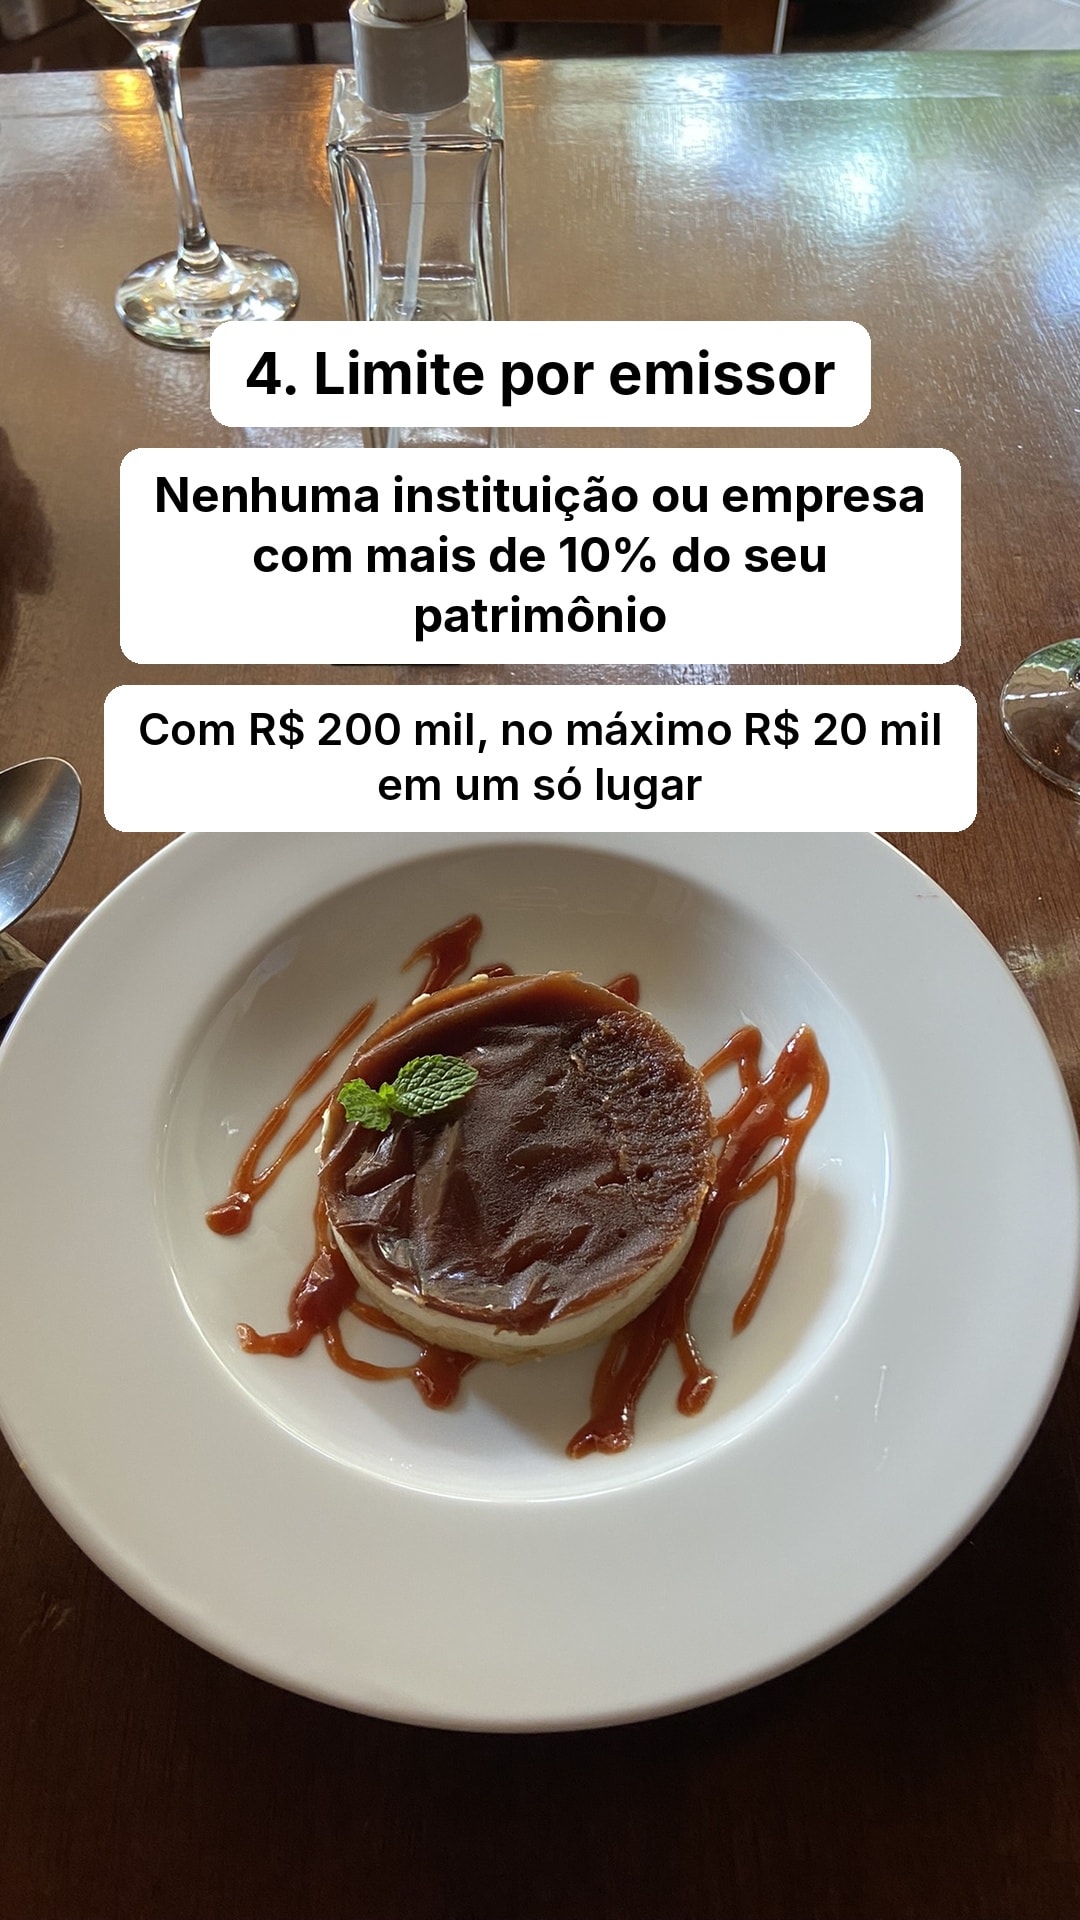 4. Limite por emissor
Nenhuma instituição ou empresa
com mais de 10% do seu
patrimônio
Com R$ 200 mil, no máximo R$ 20 mil
em um só lugar